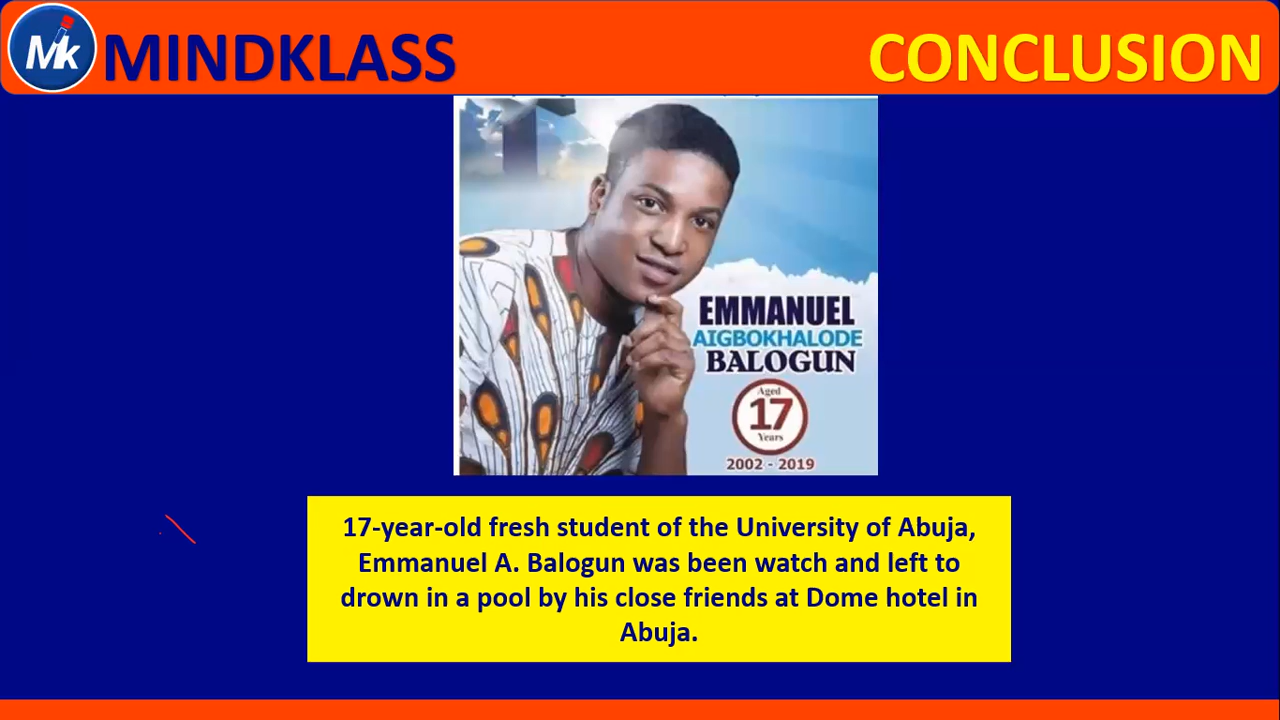 Mk MINDKLASS
CONCLUSION
EMMANUEL
AIGBOKHALODE
BALOGUN
Aged
17
Years
2002 - 2019
17-year-old fresh student of the University of Abuja,
Emmanuel A. Balogun was been watch and left to
drown in a pool by his close friends at Dome hotel in
Abuja.